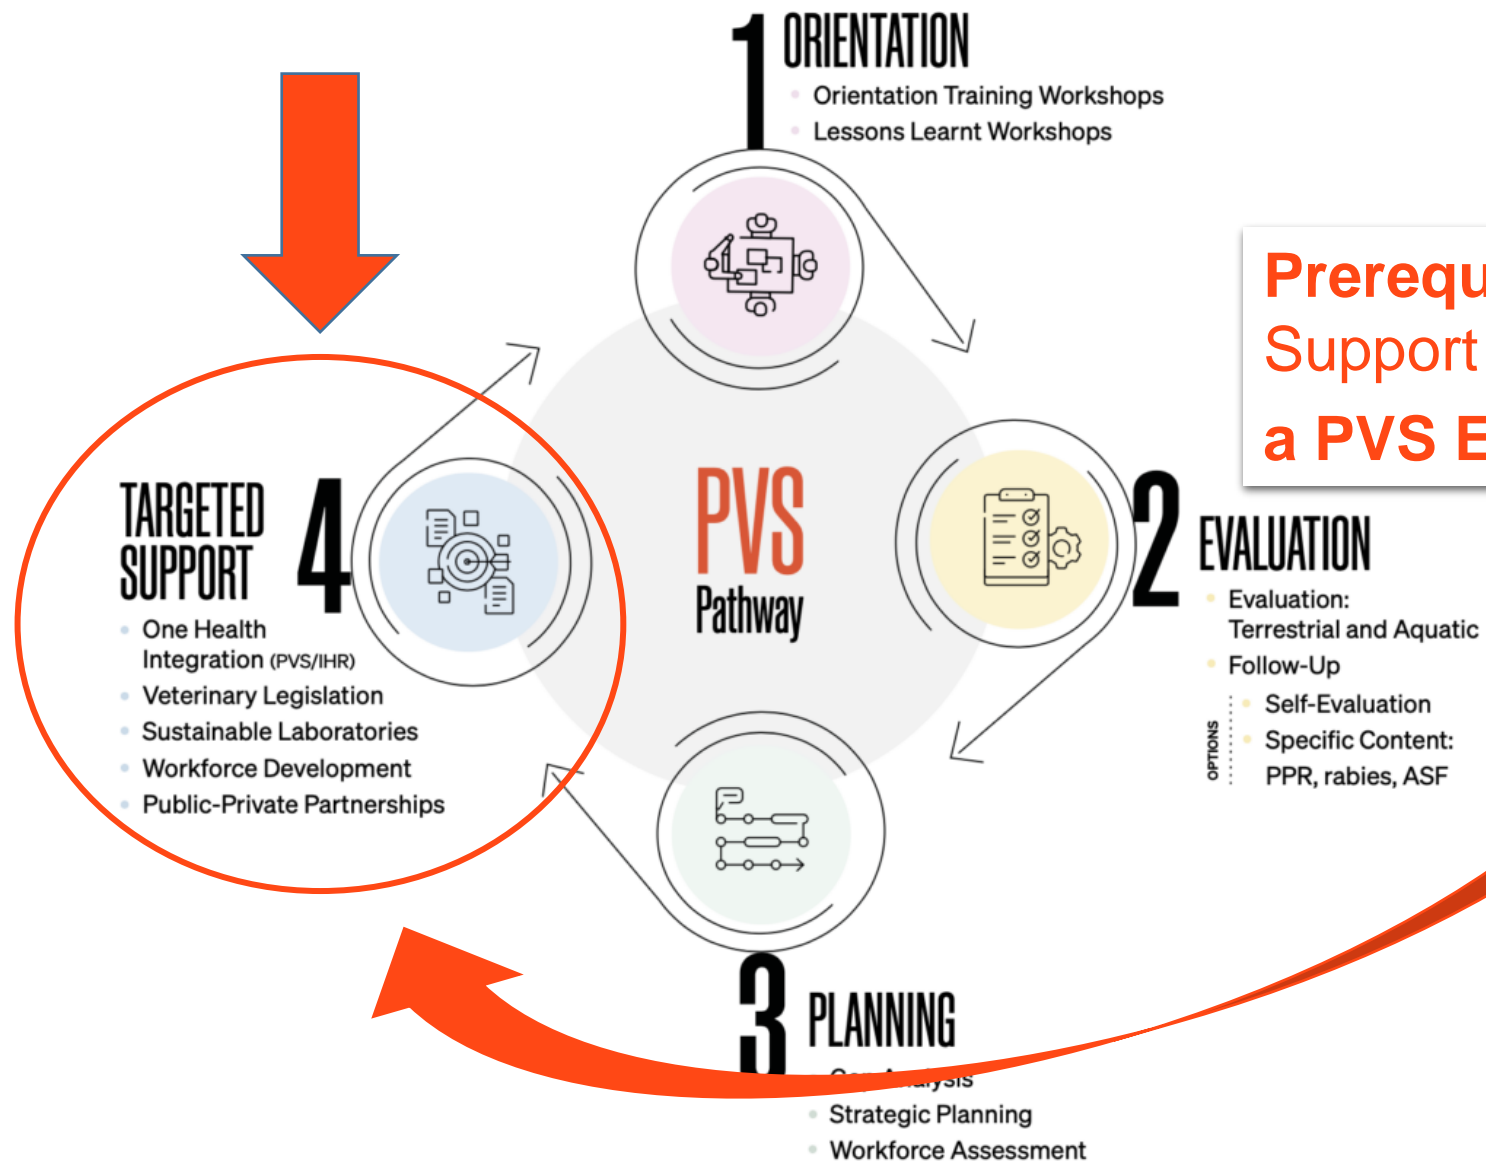 1 ORIENTATION
Orientation Training Workshops
Lessons Learnt Workshops
Support
a PVS
PVS
Pathway
2 EVALUATION
Evaluation:
Terrestrial and Aquatic
Follow-Up
OPTIONS
Self-Evaluation
Specific Content:
PPR, rabies, ASF
3 PLANNING
Analysis
Strategic Planning
Workforce Assessment
TARGETED
SUPPORT
4
One Health
Integration (PVS/IHR)
Veterinary Legislation
Sustainable Laboratories
Workforce Development
Public-Private Partnerships